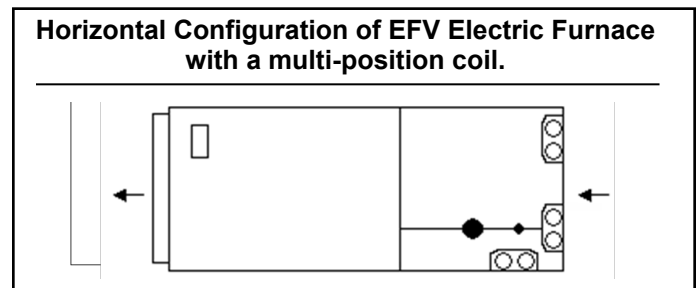 Horizontal Configuration of EFV Electric Furnace
with a multi-position coil.